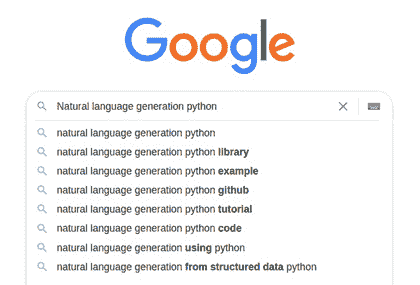 Google
Natural language generation python
natural language generation python
natural language generation python library
natural language generation python example
natural language generation python github
natural language generation python tutorial
natural language generation python code
natural language generation using python
natural language generation from structured data python